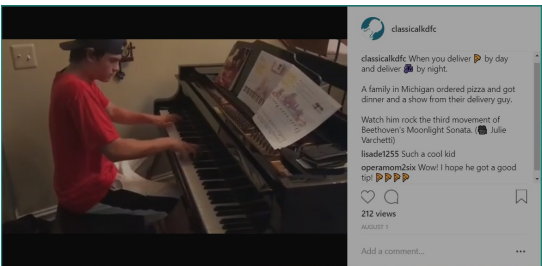 classicalkdfc
classicalkdfc When you deliver 🍕 by day
and deliver 🎹 by night.
A family in Michigan ordered pizza and got
dinner and a show from their delivery guy.
Watch him rock the third movement of
Beethoven's Moonlight Sonata. (📷 Julie
Varchetti)
lisade1255 Such a cool kid
operamom2six Wow! I hope he got a good
tip! 🍕🍕🍕🍕
212 views
AUGUST 3
Add a comment...